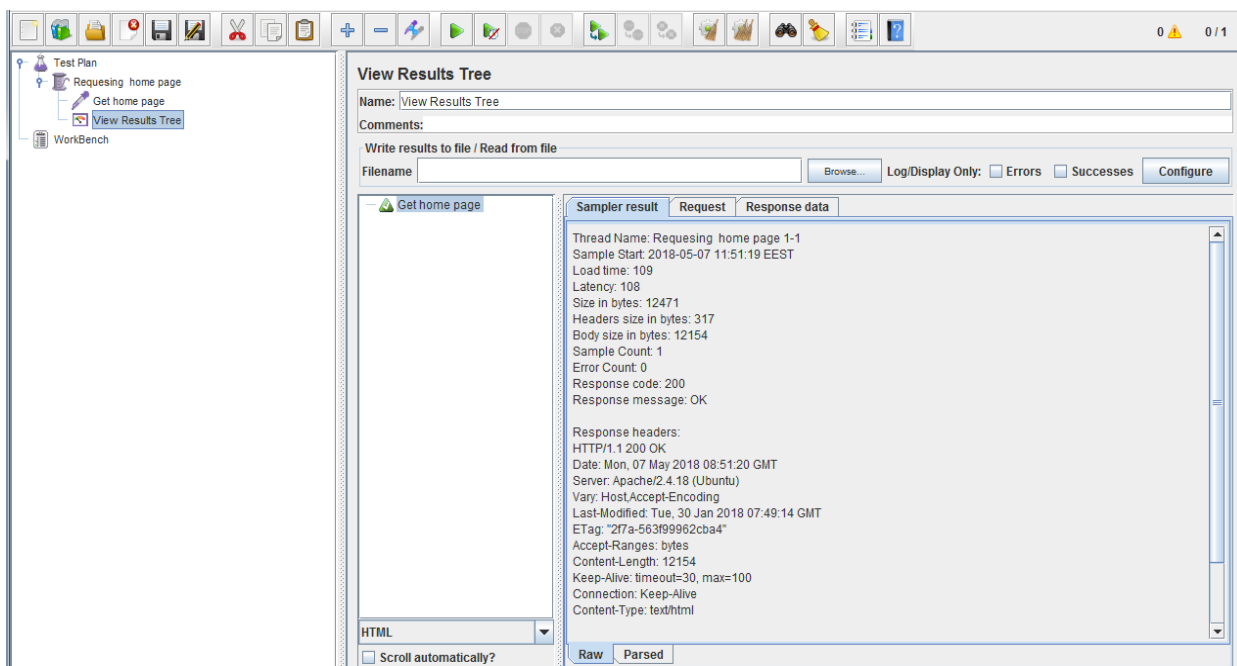 0 0 / 1
Test Plan
Requesing home page
Get home page
View Results Tree
WorkBench
View Results Tree
Name: View Results Tree
Comments:
Write results to file / Read from file
Filename Browse... Log/Display Only: Errors Successes Configure
Get home page
Sampler result Request Response data
Thread Name: Requesing home page 1-1
Sample Start: 2018-05-07 11:51:19 EEST
Load time: 109
Latency: 108
Size in bytes: 12471
Headers size in bytes: 317
Body size in bytes: 12154
Sample Count: 1
Error Count: 0
Response code: 200
Response message: OK
Response headers:
HTTP/1.1 200 OK
Date: Mon, 07 May 2018 08:51:20 GMT
Server: Apache/2.4.18 (Ubuntu)
Vary: Host,Accept-Encoding
Last-Modified: Tue, 30 Jan 2018 07:49:14 GMT
ETag: "2f7a-563f99962cba4"
Accept-Ranges: bytes
Content-Length: 12154
Keep-Alive: timeout=30, max=100
Connection: Keep-Alive
Content-Type: text/html
HTML
Scroll automatically?
Raw Parsed